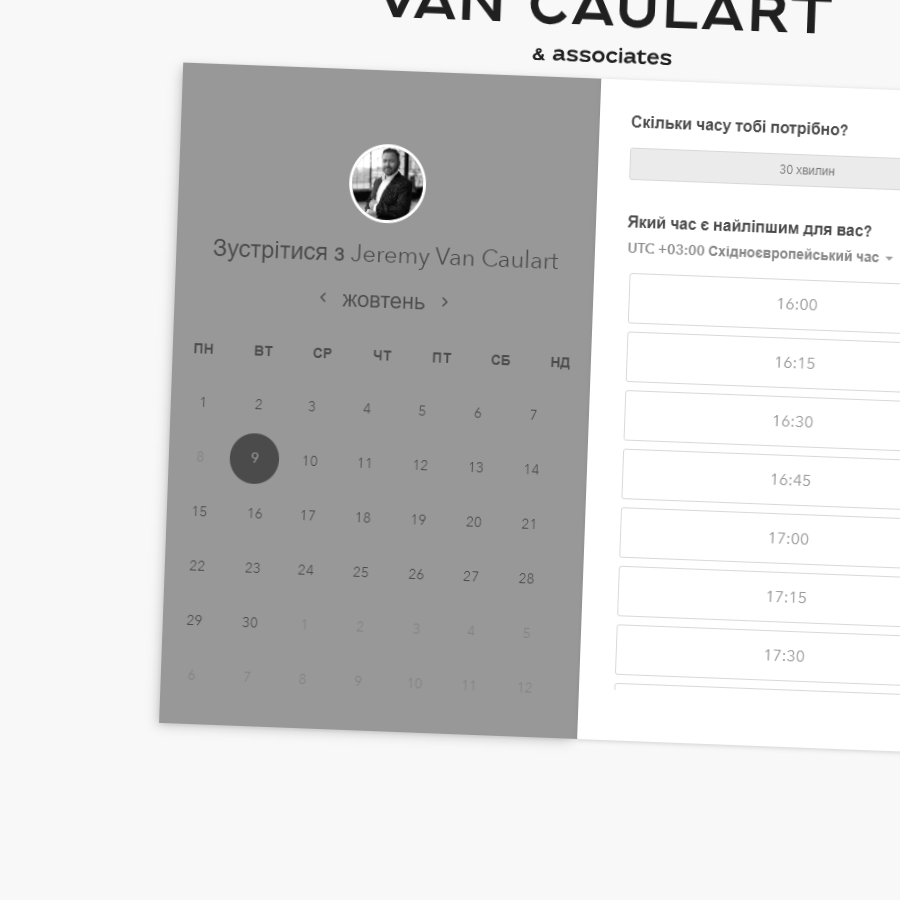 VAN CAULART
& associates
Зустрітися з Jeremy Van Caulart
жовтень
ПН ВТ СР ЧТ ПТ СБ НД
1 2 3 4 5 6 7
8 9 10 11 12 13 14
15 16 17 18 19 20 21
22 23 24 25 26 27 28
29 30 1 2 3 4 5
6 7 8 9 10 11 12
Скільки часу тобі потрібно?
30 хвилин
Який час є найліпшим для вас?
UTC +03:00 Східноєвропейський час
16:00
16:15
16:30
16:45
17:00
17:15
17:30